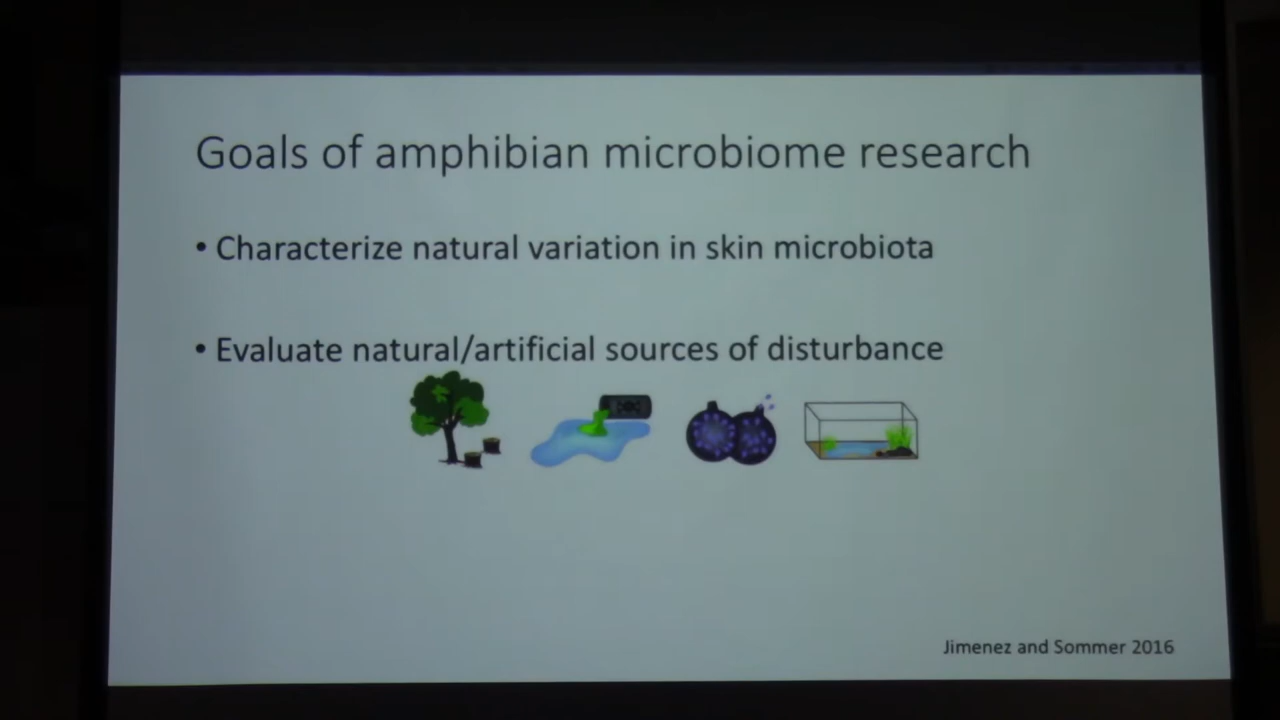 Goals of amphibian microbiome research
• Characterize natural variation in skin microbiota
• Evaluate natural/artificial sources of disturbance
Jimenez and Sommer 2016